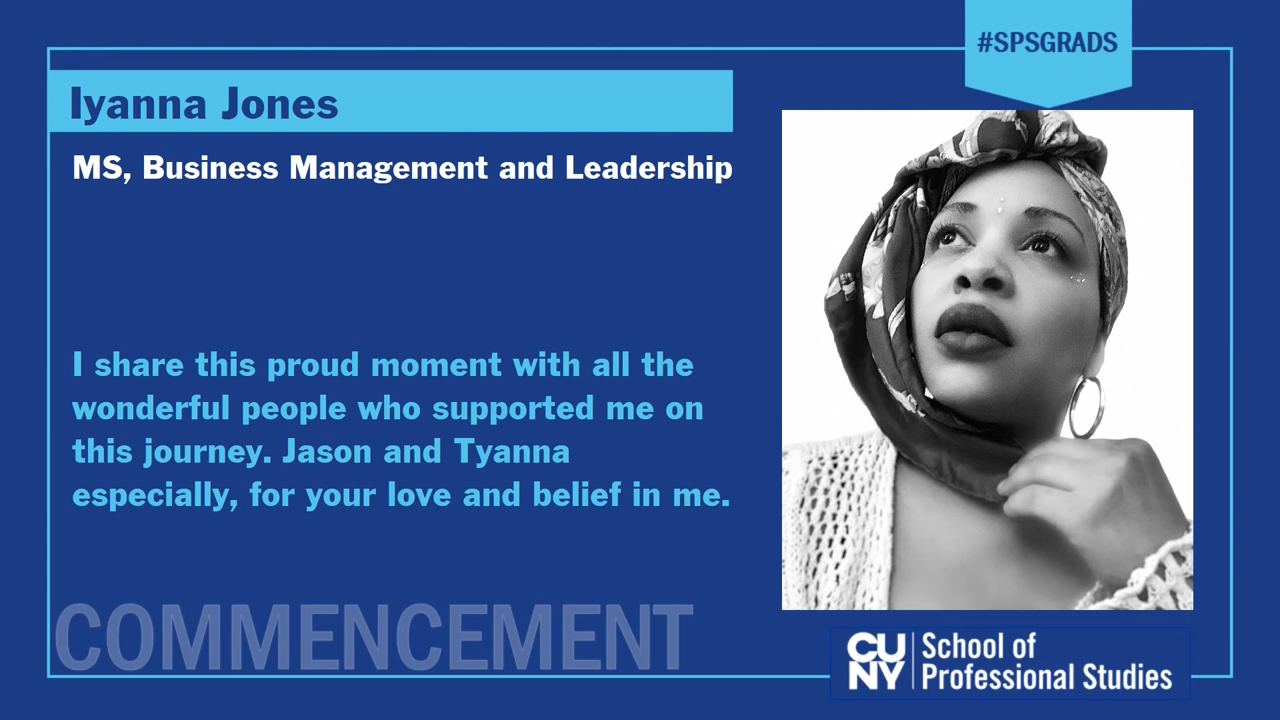 #SPSGRADS
Iyanna Jones
MS, Business Management and Leadership
I share this proud moment with all the
wonderful people who supported me on
this journey. Jason and Tyanna
especially, for your love and belief in me.
COMMENCEMENT
CU
NY
School of
Professional Studies